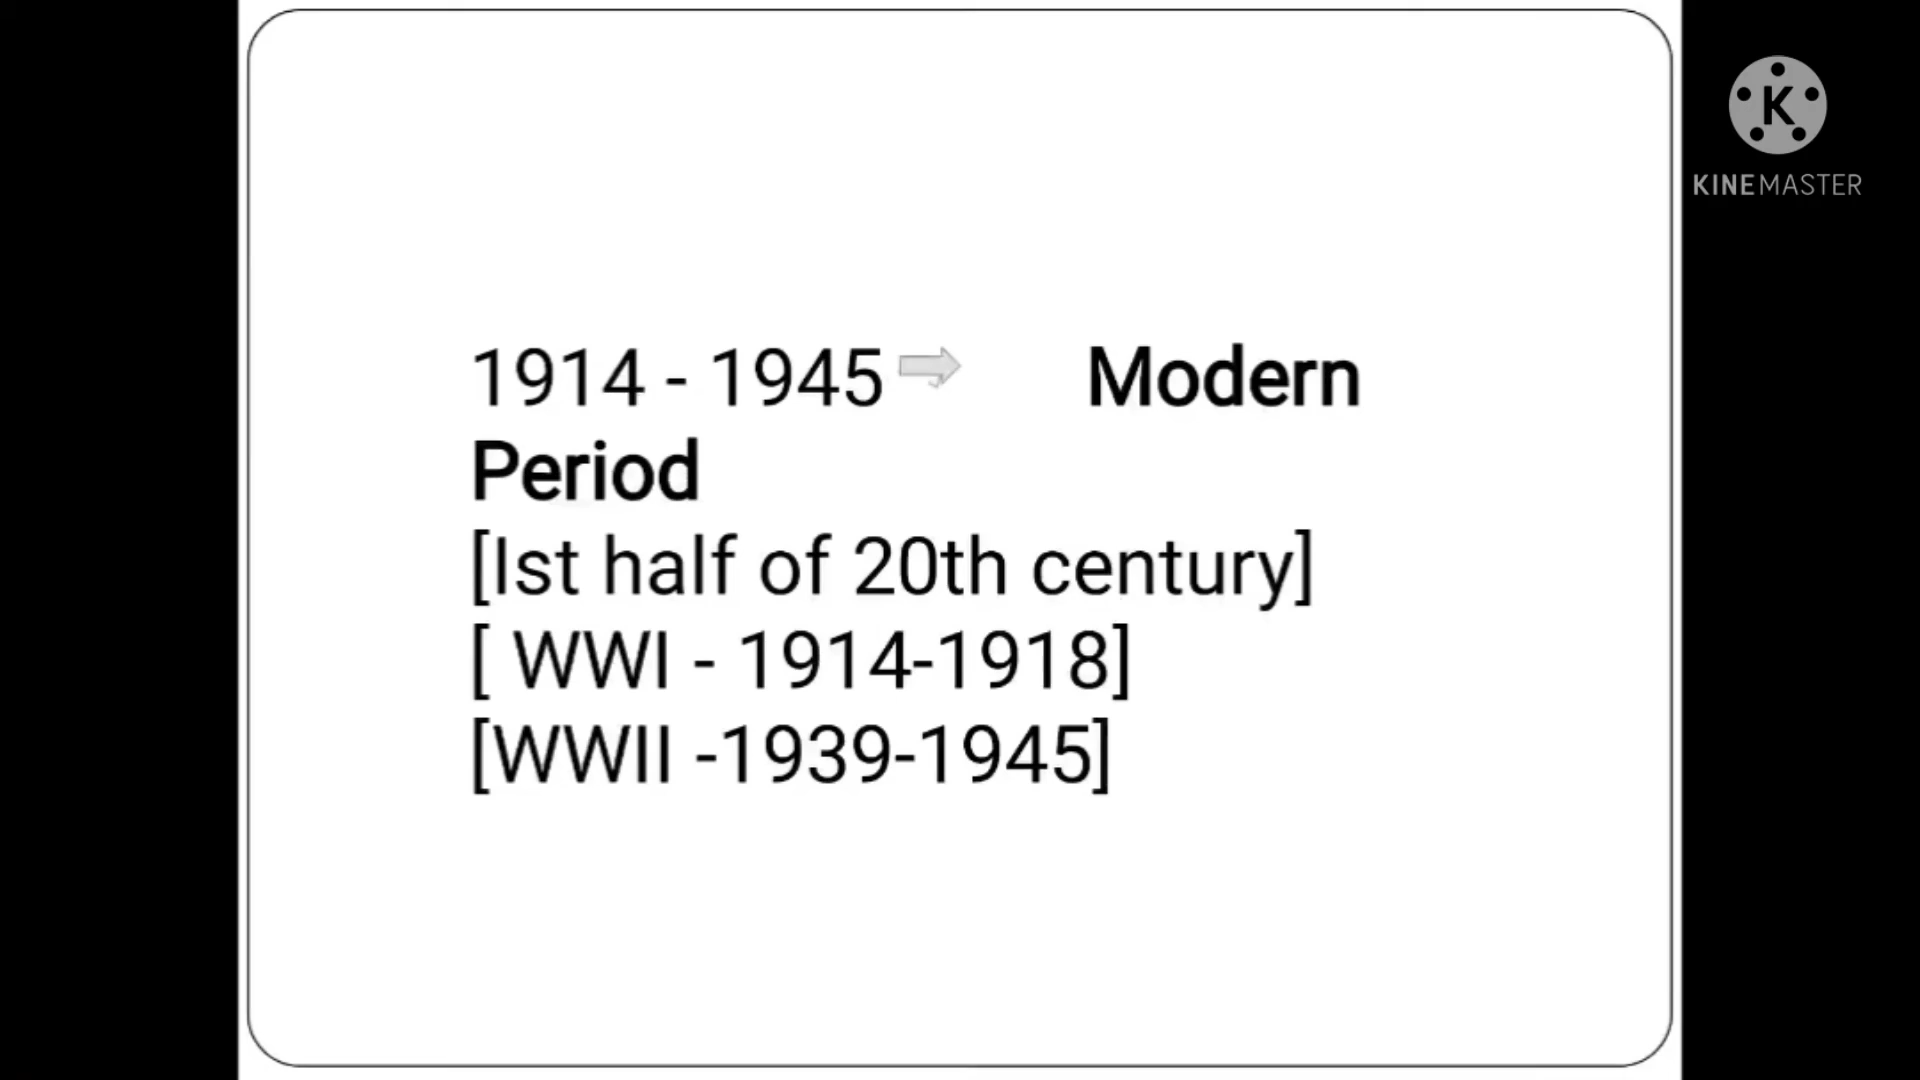 1914 - 1945 Modern
Period
[Ist half of 20th century]
[ WWI - 1914-1918]
[WWII -1939-1945]
K
KINEMASTER